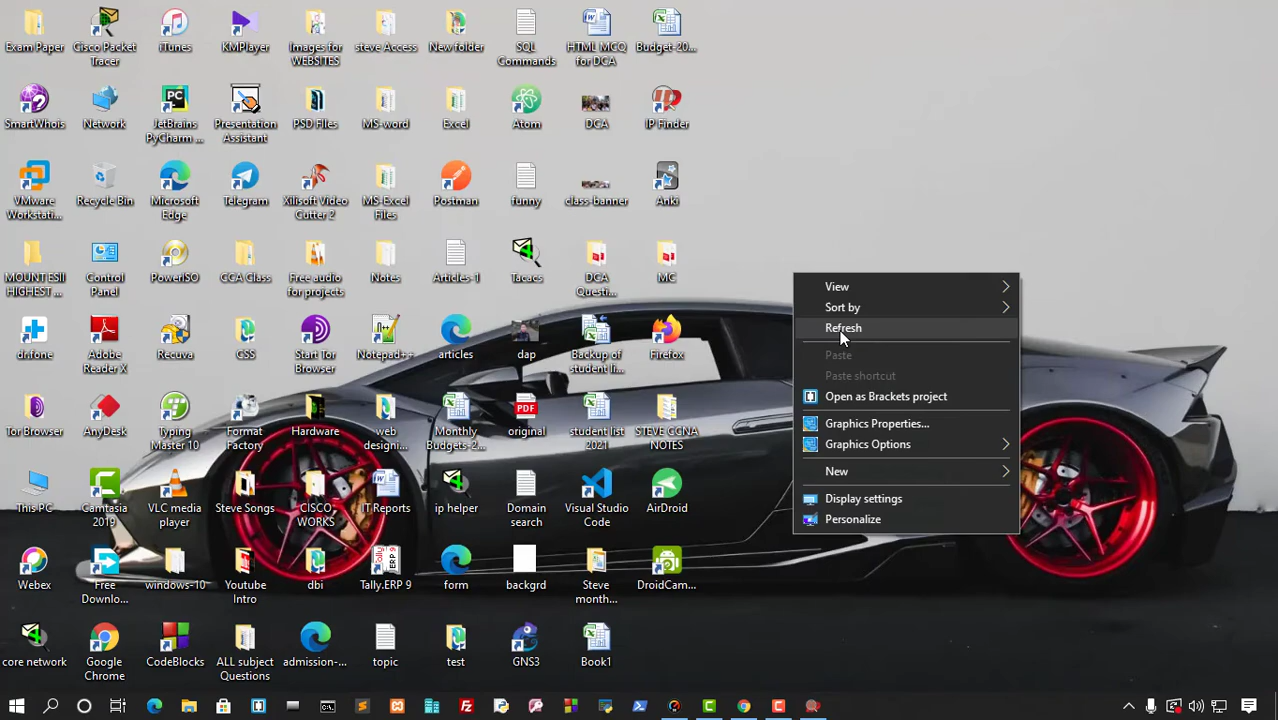 Exam Paper
Cisco Packet
Tracer
iTunes
KMPlayer
Images for
WEBSITES
steve Access
New folder
SQL
Commands
HTML MCQ
for DCA
Budget-20...
SmartWhois
Network
JetBrains
PyCharm ...
Presentation
Assistant
PSD FIles
MS-word
Excel
Atom
DCA
IP Finder
VMware
Workstati...
Recycle Bin
Microsoft
Edge
Telegram
Xilisoft Video
Cutter 2
MS-Excel
Files
Postman
funny
class-banner
Anki
MOUNT ESII
HIGHEST ...
Control
Panel
PowerISO
CCA Class
Free audio
for projects
Notes
Articles-1
Tacacs
DCA
Questi...
MC
dr.fone
Adobe
Reader X
Recuva
CSS
Start Tor
Browser
Notepad++
articles
dap
Backup of
student li...
Firefox
Tor Browser
AnyDesk
Typing
Master 10
Format
Factory
Hardware
web
designi...
Monthly
Budgets-2...
PDF
original
student list
2021
STEVE CCNA
NOTES
This PC
Camtasia
2019
VLC media
player
Steve Songs
CISCO
WORKS
IT Reports
ip helper
Domain
search
Visual Studio
Code
AirDroid
Webex
Free
Downlo...
windows-10
Youtube
Intro
dbi
Tally.ERP 9
form
backgrd
Steve
month...
DroidCam...
core network
Google
Chrome
CodeBlocks
ALL subject
Questions
admission-...
topic
test
GNS3
Book1
View
Sort by
Refresh
Paste
Paste shortcut
Open as Brackets project
Graphics Properties...
Graphics Options
New
Display settings
Personalize